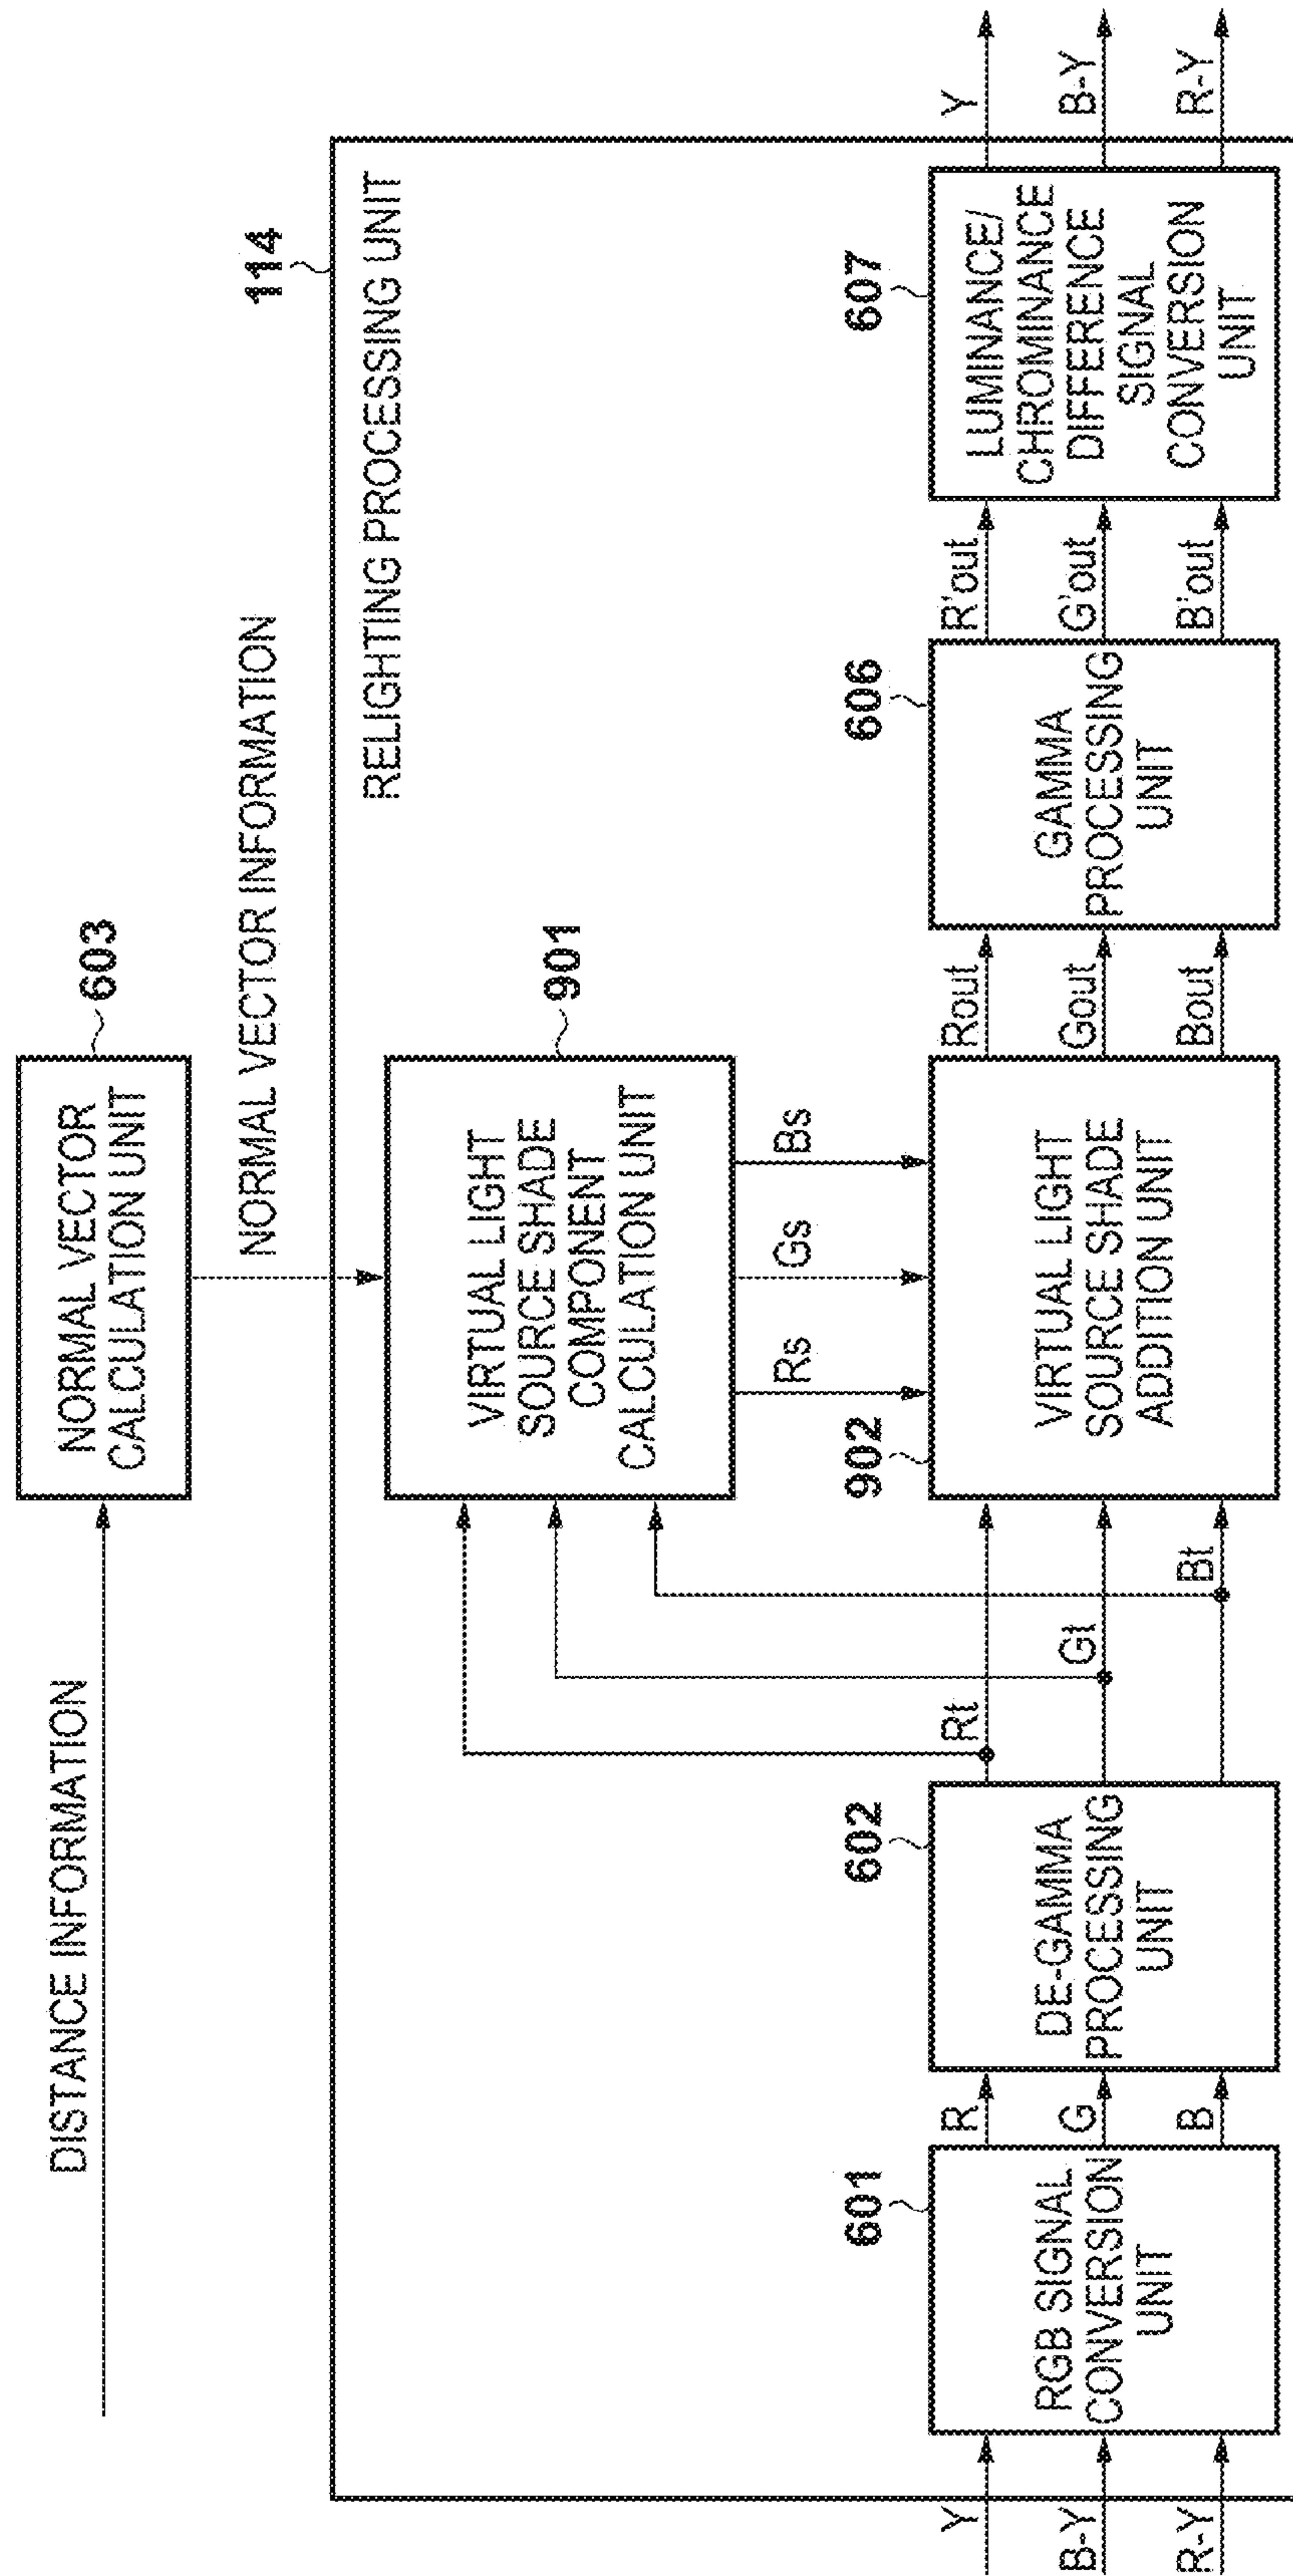 DISTANCE INFORMATION
NORMAL VECTOR
CALCULATION UNIT
603
NORMAL VECTOR INFORMATION
114
RELIGHTING PROCESSING UNIT
VIRTUAL LIGHT
SOURCE SHADE
COMPONENT
CALCULATION UNIT
901
Rs
Gs
Bs
Y
B-Y
R-Y
601
RGB SIGNAL
CONVERSION
UNIT
R
G
B
602
DE-GAMMA
PROCESSING
UNIT
Rt
Gt
Bt
902
VIRTUAL LIGHT
SOURCE SHADE
ADDITION UNIT
Rout
Gout
Bout
606
GAMMA
PROCESSING
UNIT
R'out
G'out
B'out
607
LUMINANCE/
CHROMINANCE
DIFFERENCE
SIGNAL
CONVERSION
UNIT
Y
B-Y
R-Y